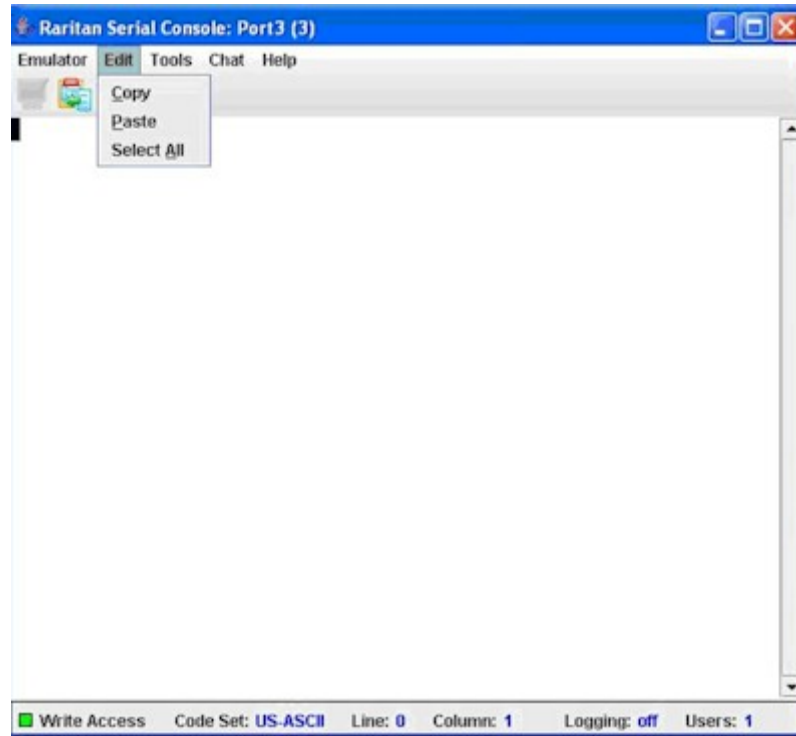 Raritan Serial Console: Port3 (3)
Emulator Edit Tools Chat Help
Copy
Paste
Select All
Write Access Code Set: US-ASCII Line: 0 Column: 1 Logging: off Users: 1